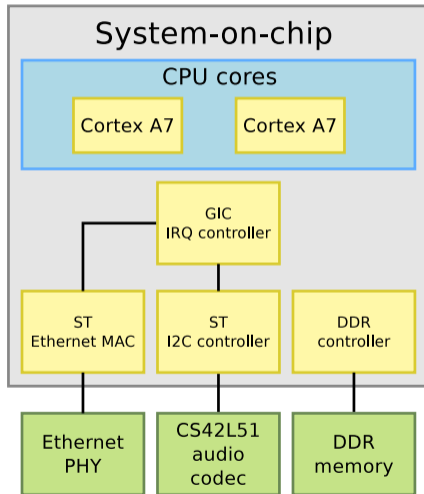 System-on-chip
CPU cores
Cortex A7
Cortex A7
GIC
IRQ controller
ST
Ethernet MAC
ST
I2C controller
DDR
controller
Ethernet
PHY
CS42L51
audio
codec
DDR
memory